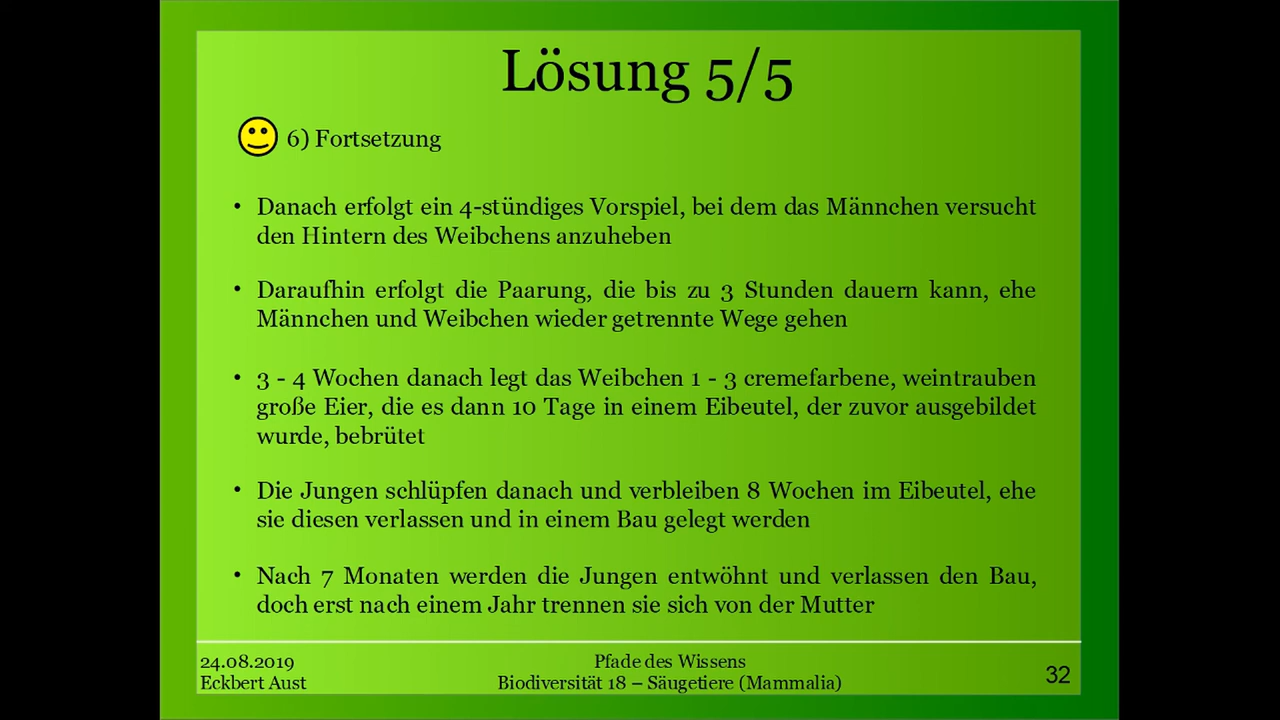 Lösung 5/5
6) Fortsetzung
• Danach erfolgt ein 4-stündiges Vorspiel, bei dem das Männchen versucht
den Hintern des Weibchens anzuheben
• Daraufhin erfolgt die Paarung, die bis zu 3 Stunden dauern kann, ehe
Männchen und Weibchen wieder getrennte Wege gehen
• 3 - 4 Wochen danach legt das Weibchen 1 - 3 cremefarbene, weintrauben
große Eier, die es dann 10 Tage in einem Eibeutel, der zuvor ausgebildet
wurde, bebrütet
• Die Jungen schlüpfen danach und verbleiben 8 Wochen im Eibeutel, ehe
sie diesen verlassen und in einem Bau gelegt werden
• Nach 7 Monaten werden die Jungen entwöhnt und verlassen den Bau,
doch erst nach einem Jahr trennen sie sich von der Mutter
24.08.2019
Eckbert Aust
Pfade des Wissens
Biodiversität 18 – Säugetiere (Mammalia)
32